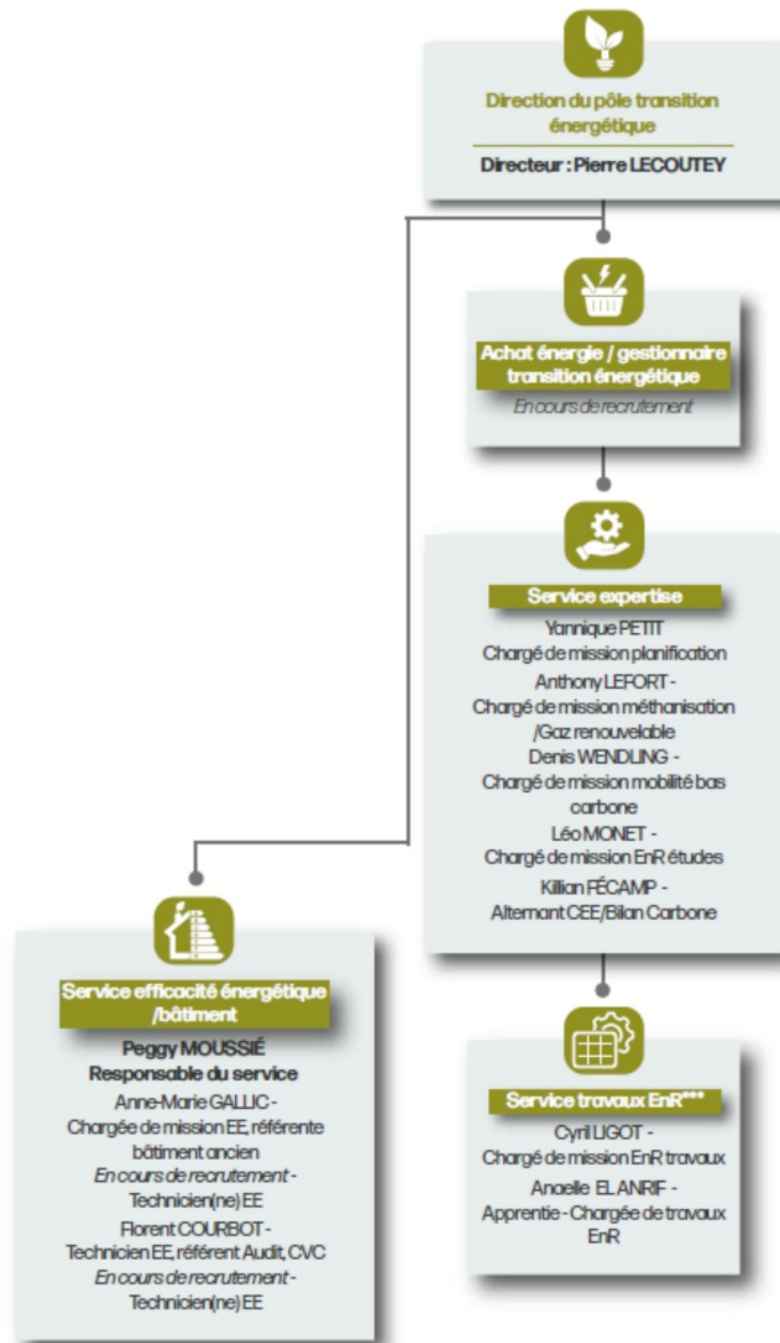 Direction du pôle transition
énergétique
Directeur : Pierre LECOUTEY
Achat énergie / gestionnaire
transition énergétique
En cours de recrutement
Service expertise
Yannique PETIT
Chargé de mission planification
Anthony LEFORT -
Chargé de mission méthanisation
/Gaz renouvelable
Denis WENDLING -
Chargé de mission mobilité bas
carbone
Léo MONET -
Chargé de mission EnR études
Killian FÉCAMP -
Alternant CEE/Bilan Carbone
Service efficacité énergétique
/bâtiment
Peggy MOUSSIÉ
Responsable du service
Anne-Marie GALLIC -
Chargée de mission EE, référente
bâtiment ancien
En cours de recrutement -
Technicien(ne) EE
Florent COURBOT -
Technicien EE, référent Audit, CVC
En cours de recrutement -
Technicien(ne) EE
Service travaux EnR***
Cyril LIGOT -
Chargé de mission EnR travaux
Anaelle EL ANRIF -
Apprentie - Chargée de travaux
EnR